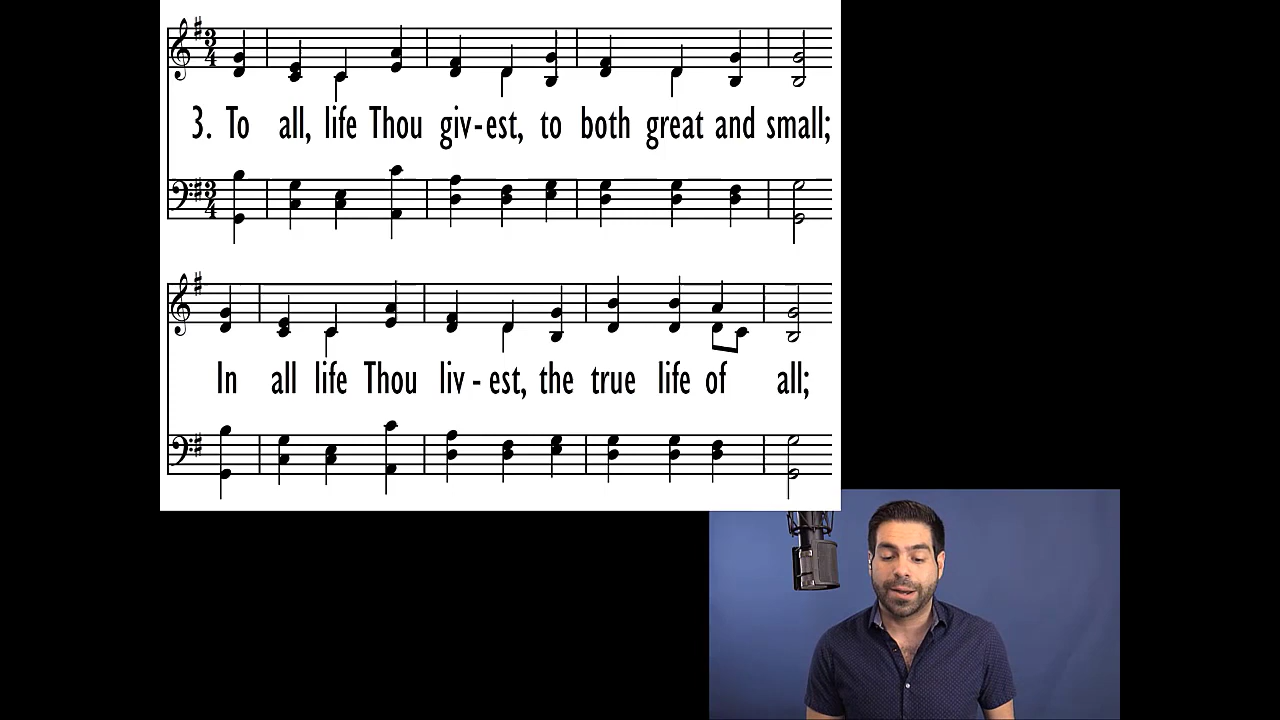 3. To all, life Thou giv-est, to both great and small;
In all life Thou liv-est, the true life of all;